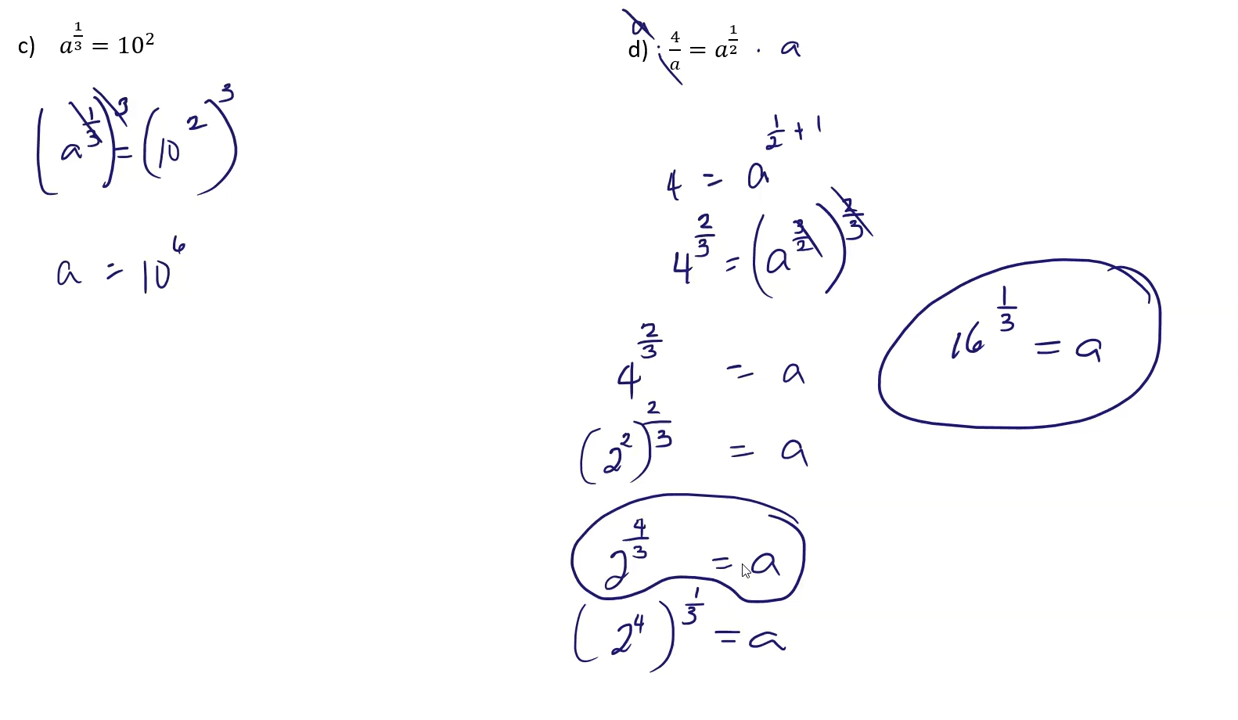 c) a^{1/3} = 10^2
(a^{1/3})^3 = (10^2)^3
a = 10^6
a
d) : 4/a = a^{1/2} · a
4 = a^{1/2 + 1}
4^{2/3} = (a^{3/2})^{2/3}
4^{2/3} = a
(2^2)^{2/3} = a
2^{4/3} = a
(2^4)^{1/3} = a
16^{1/3} = a